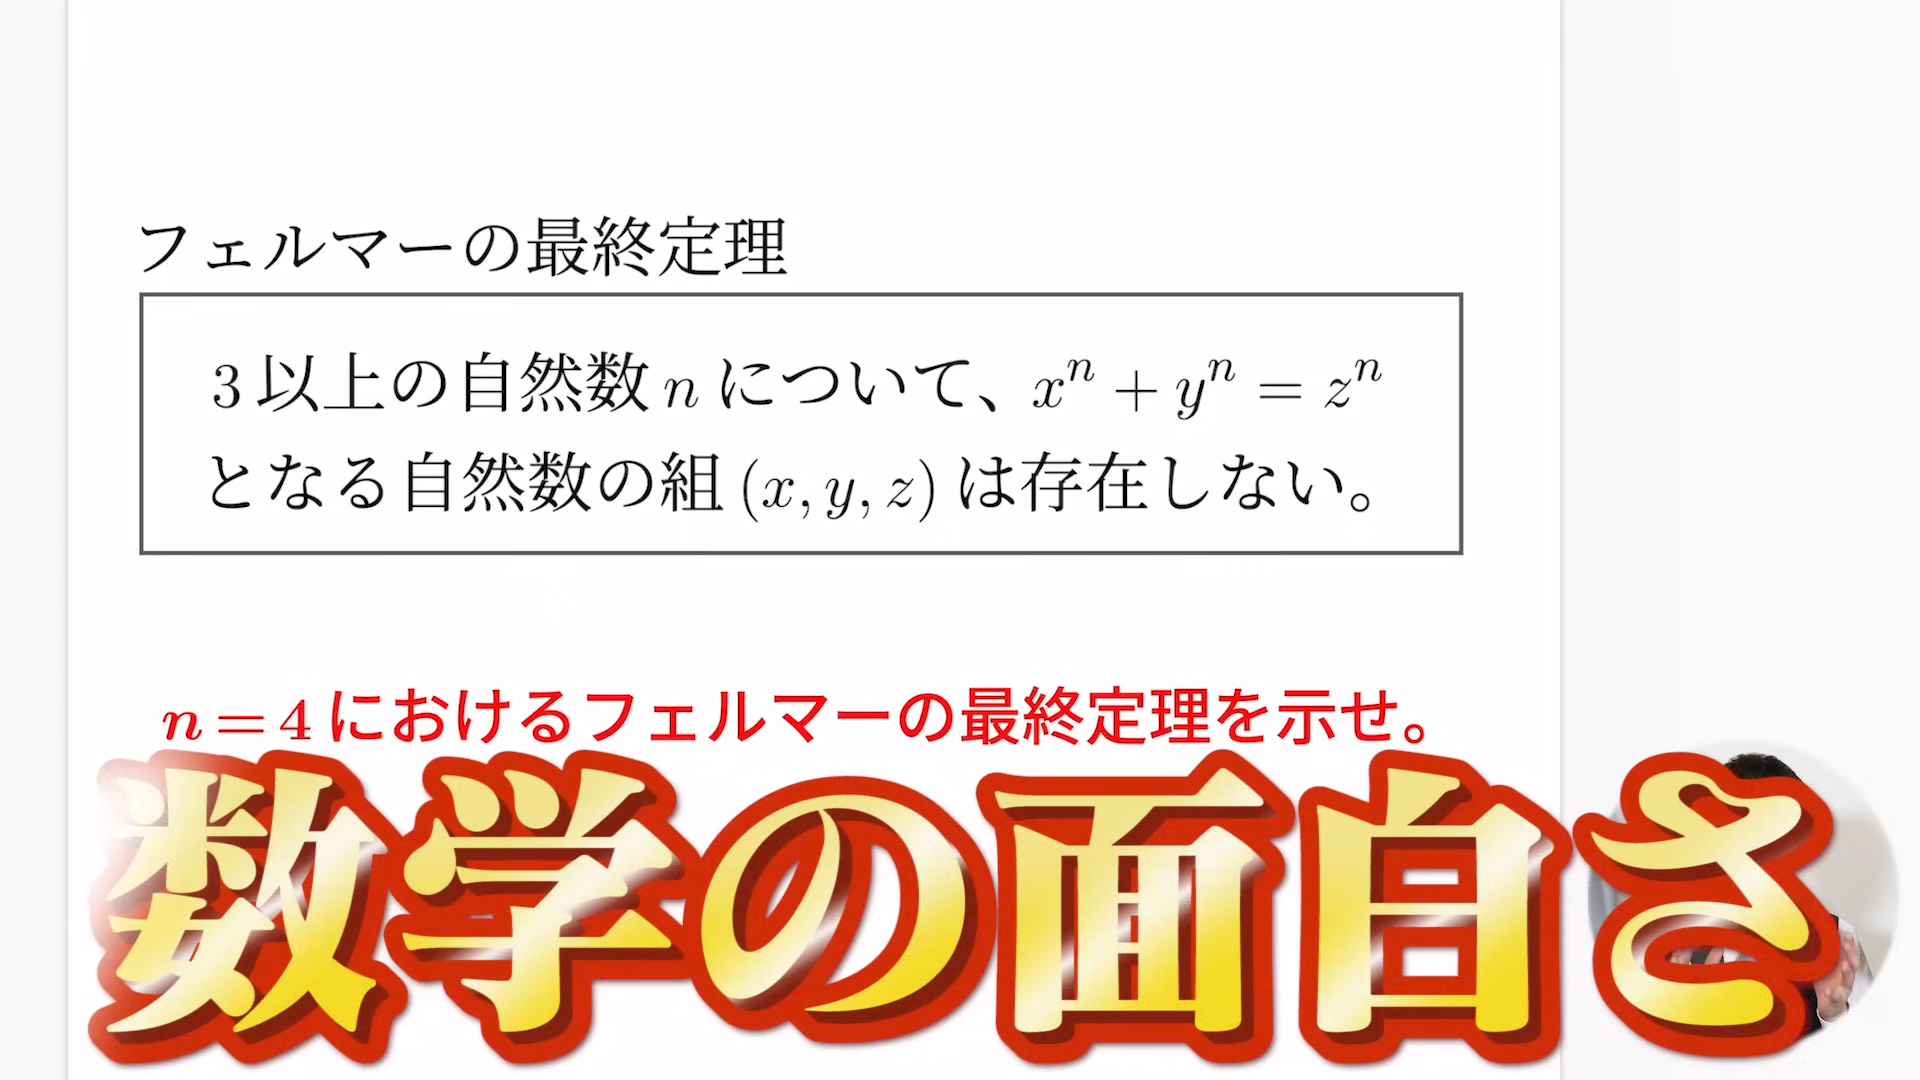 フェルマーの最終定理
3以上の自然数 n について、x^n + y^n = z^n
となる自然数の組 (x, y, z) は存在しない。
n = 4 におけるフェルマーの最終定理を示せ。
数学の面白さ